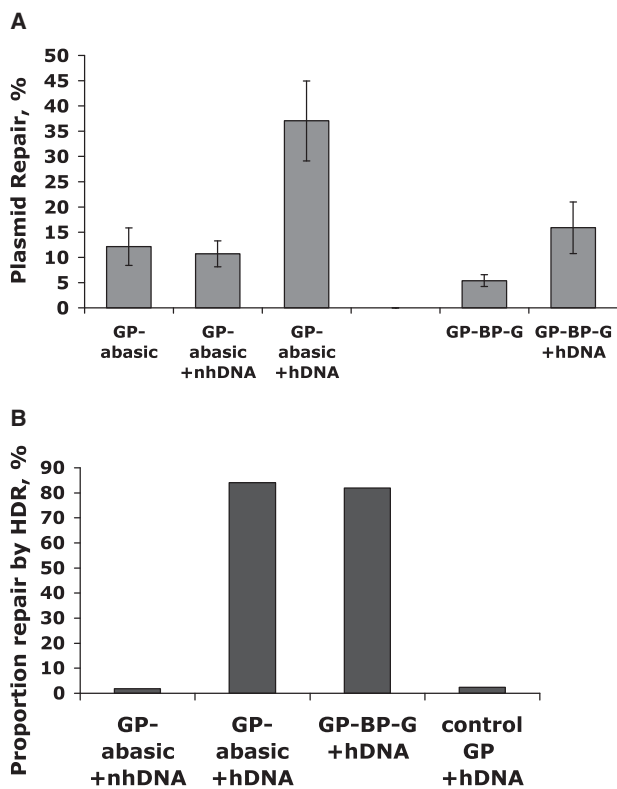 A
Plasmid Repair, %
50
45
40
35
30
25
20
15
10
5
0
GP-
abasic
GP-
abasic
+nhDNA
GP-
abasic
+hDNA
GP-BP-G
GP-BP-G
+hDNA
B
Proportion repair by HDR, %
90
80
70
60
50
40
30
20
10
0
GP-
abasic
+nhDNA
GP-
abasic
+hDNA
GP-BP-G
+hDNA
control
GP
+hDNA